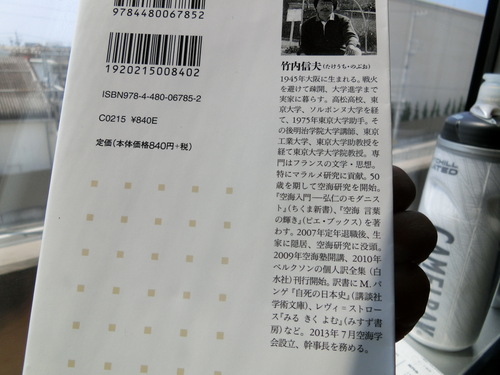 9784480067852
1920215008402
ISBN978-4-480-06785-2
C0215 ¥840E
定価(本体価格840円+税)
竹内信夫(たけうち・のぶお)
1945年大阪に生まれる。戦火
を避けて疎開、大学進学まで
実家に暮らす。高松高校、東
京大学、ソルボンヌ大学を経
て、1975年東京大学助手。そ
の後明治学院大学講師、東京
工業大学、東京大学助教授を
経て東京大学大学院教授。専
門はフランスの文学・思想。
特にマラルメ研究に貢献。50
歳を期して空海研究を開始。
『空海入門―弘仁のモダニス
ト』(ちくま新書)、『空海 言葉
の輝き』(ピエ・ブックス)を著
わす。2007年定年退職後、生
家に隠居、空海研究に没頭。
2009年空海塾開講、2010年
ベルクソンの個人訳全集(白
水社)刊行開始。訳書にM.パ
ンゲ『自死の日本史』(講談社
学術文庫)、レヴィ=ストロー
ス『みる きく よむ』(みすず書
房)など。2013年7月空海学
会設立、幹事長を務める。
CAMELBAK